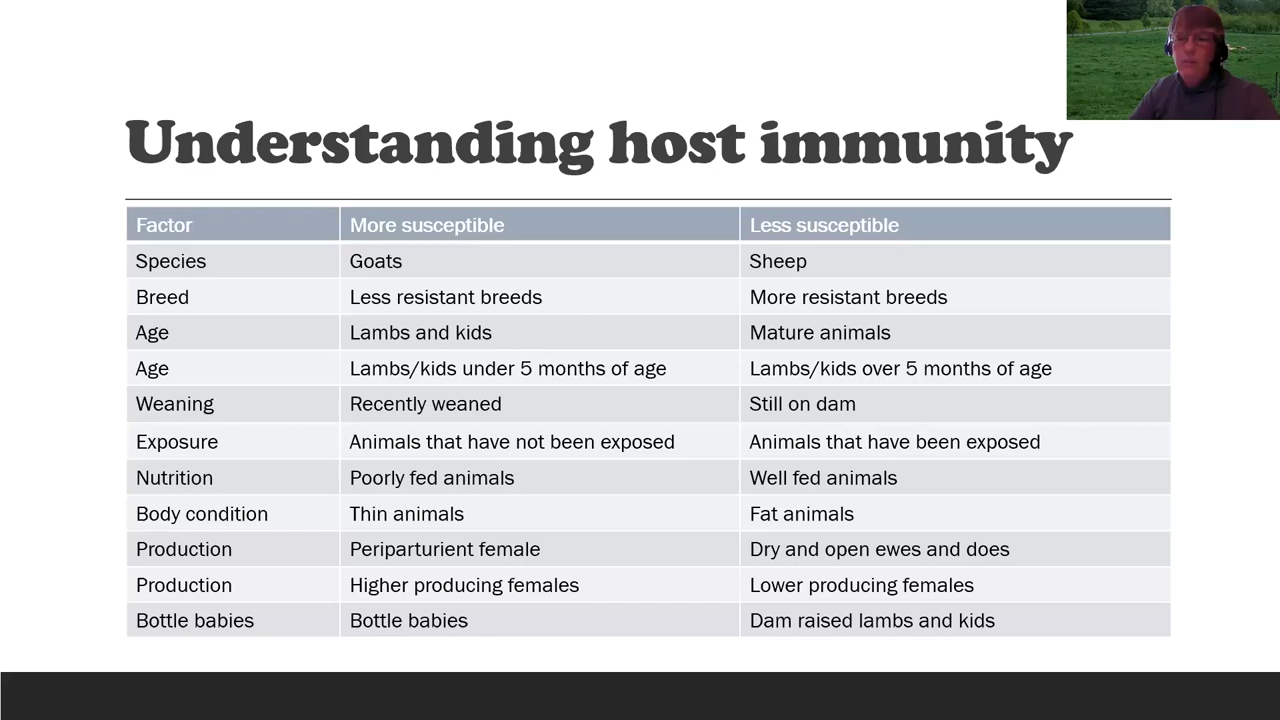 Understanding host immunity
Factor More susceptible Less susceptible
Species Goats Sheep
Breed Less resistant breeds More resistant breeds
Age Lambs and kids Mature animals
Age Lambs/kids under 5 months of age Lambs/kids over 5 months of age
Weaning Recently weaned Still on dam
Exposure Animals that have not been exposed Animals that have been exposed
Nutrition Poorly fed animals Well fed animals
Body condition Thin animals Fat animals
Production Periparturient female Dry and open ewes and does
Production Higher producing females Lower producing females
Bottle babies Bottle babies Dam raised lambs and kids